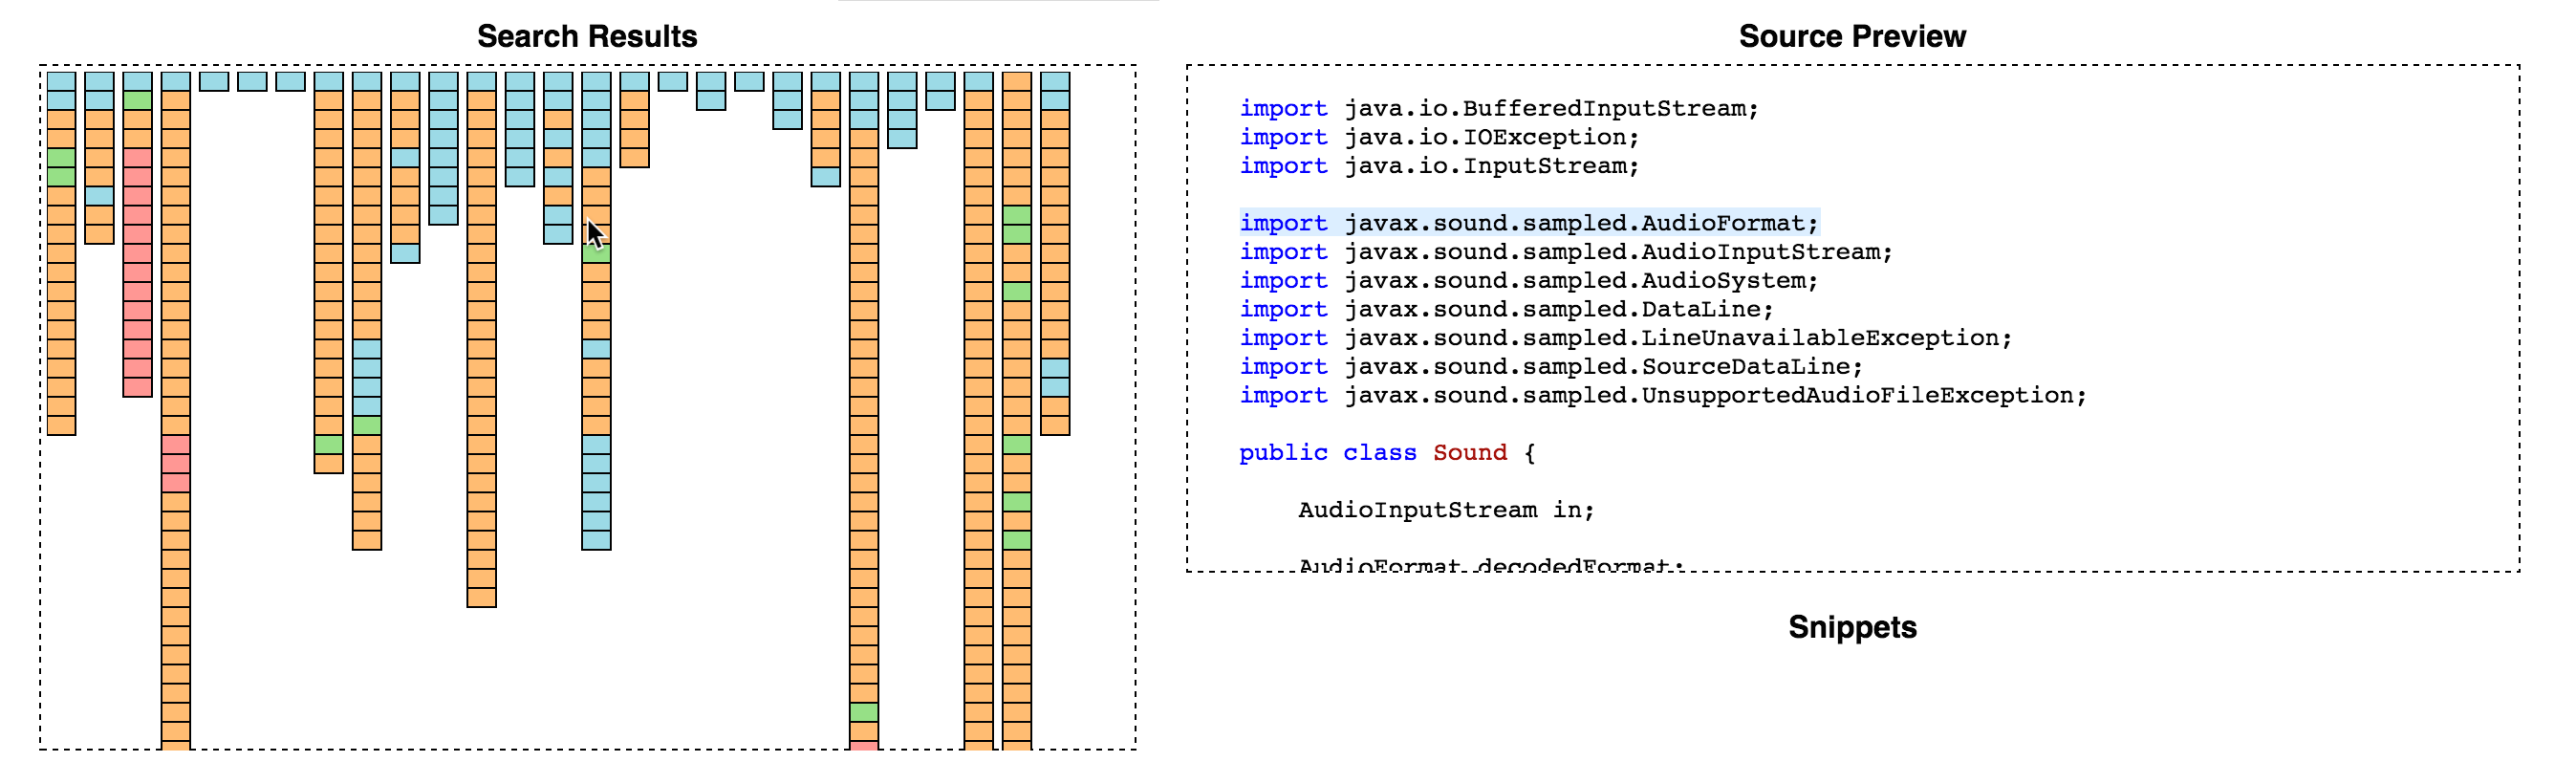 Search Results
Source Preview
import java.io.BufferedInputStream;
import java.io.IOException;
import java.io.InputStream;
import javax.sound.sampled.AudioFormat;
import javax.sound.sampled.AudioInputStream;
import javax.sound.sampled.AudioSystem;
import javax.sound.sampled.DataLine;
import javax.sound.sampled.LineUnavailableException;
import javax.sound.sampled.SourceDataLine;
import javax.sound.sampled.UnsupportedAudioFileException;
public class Sound {
AudioInputStream in;
AudioFormat decodedFormat;
Snippets